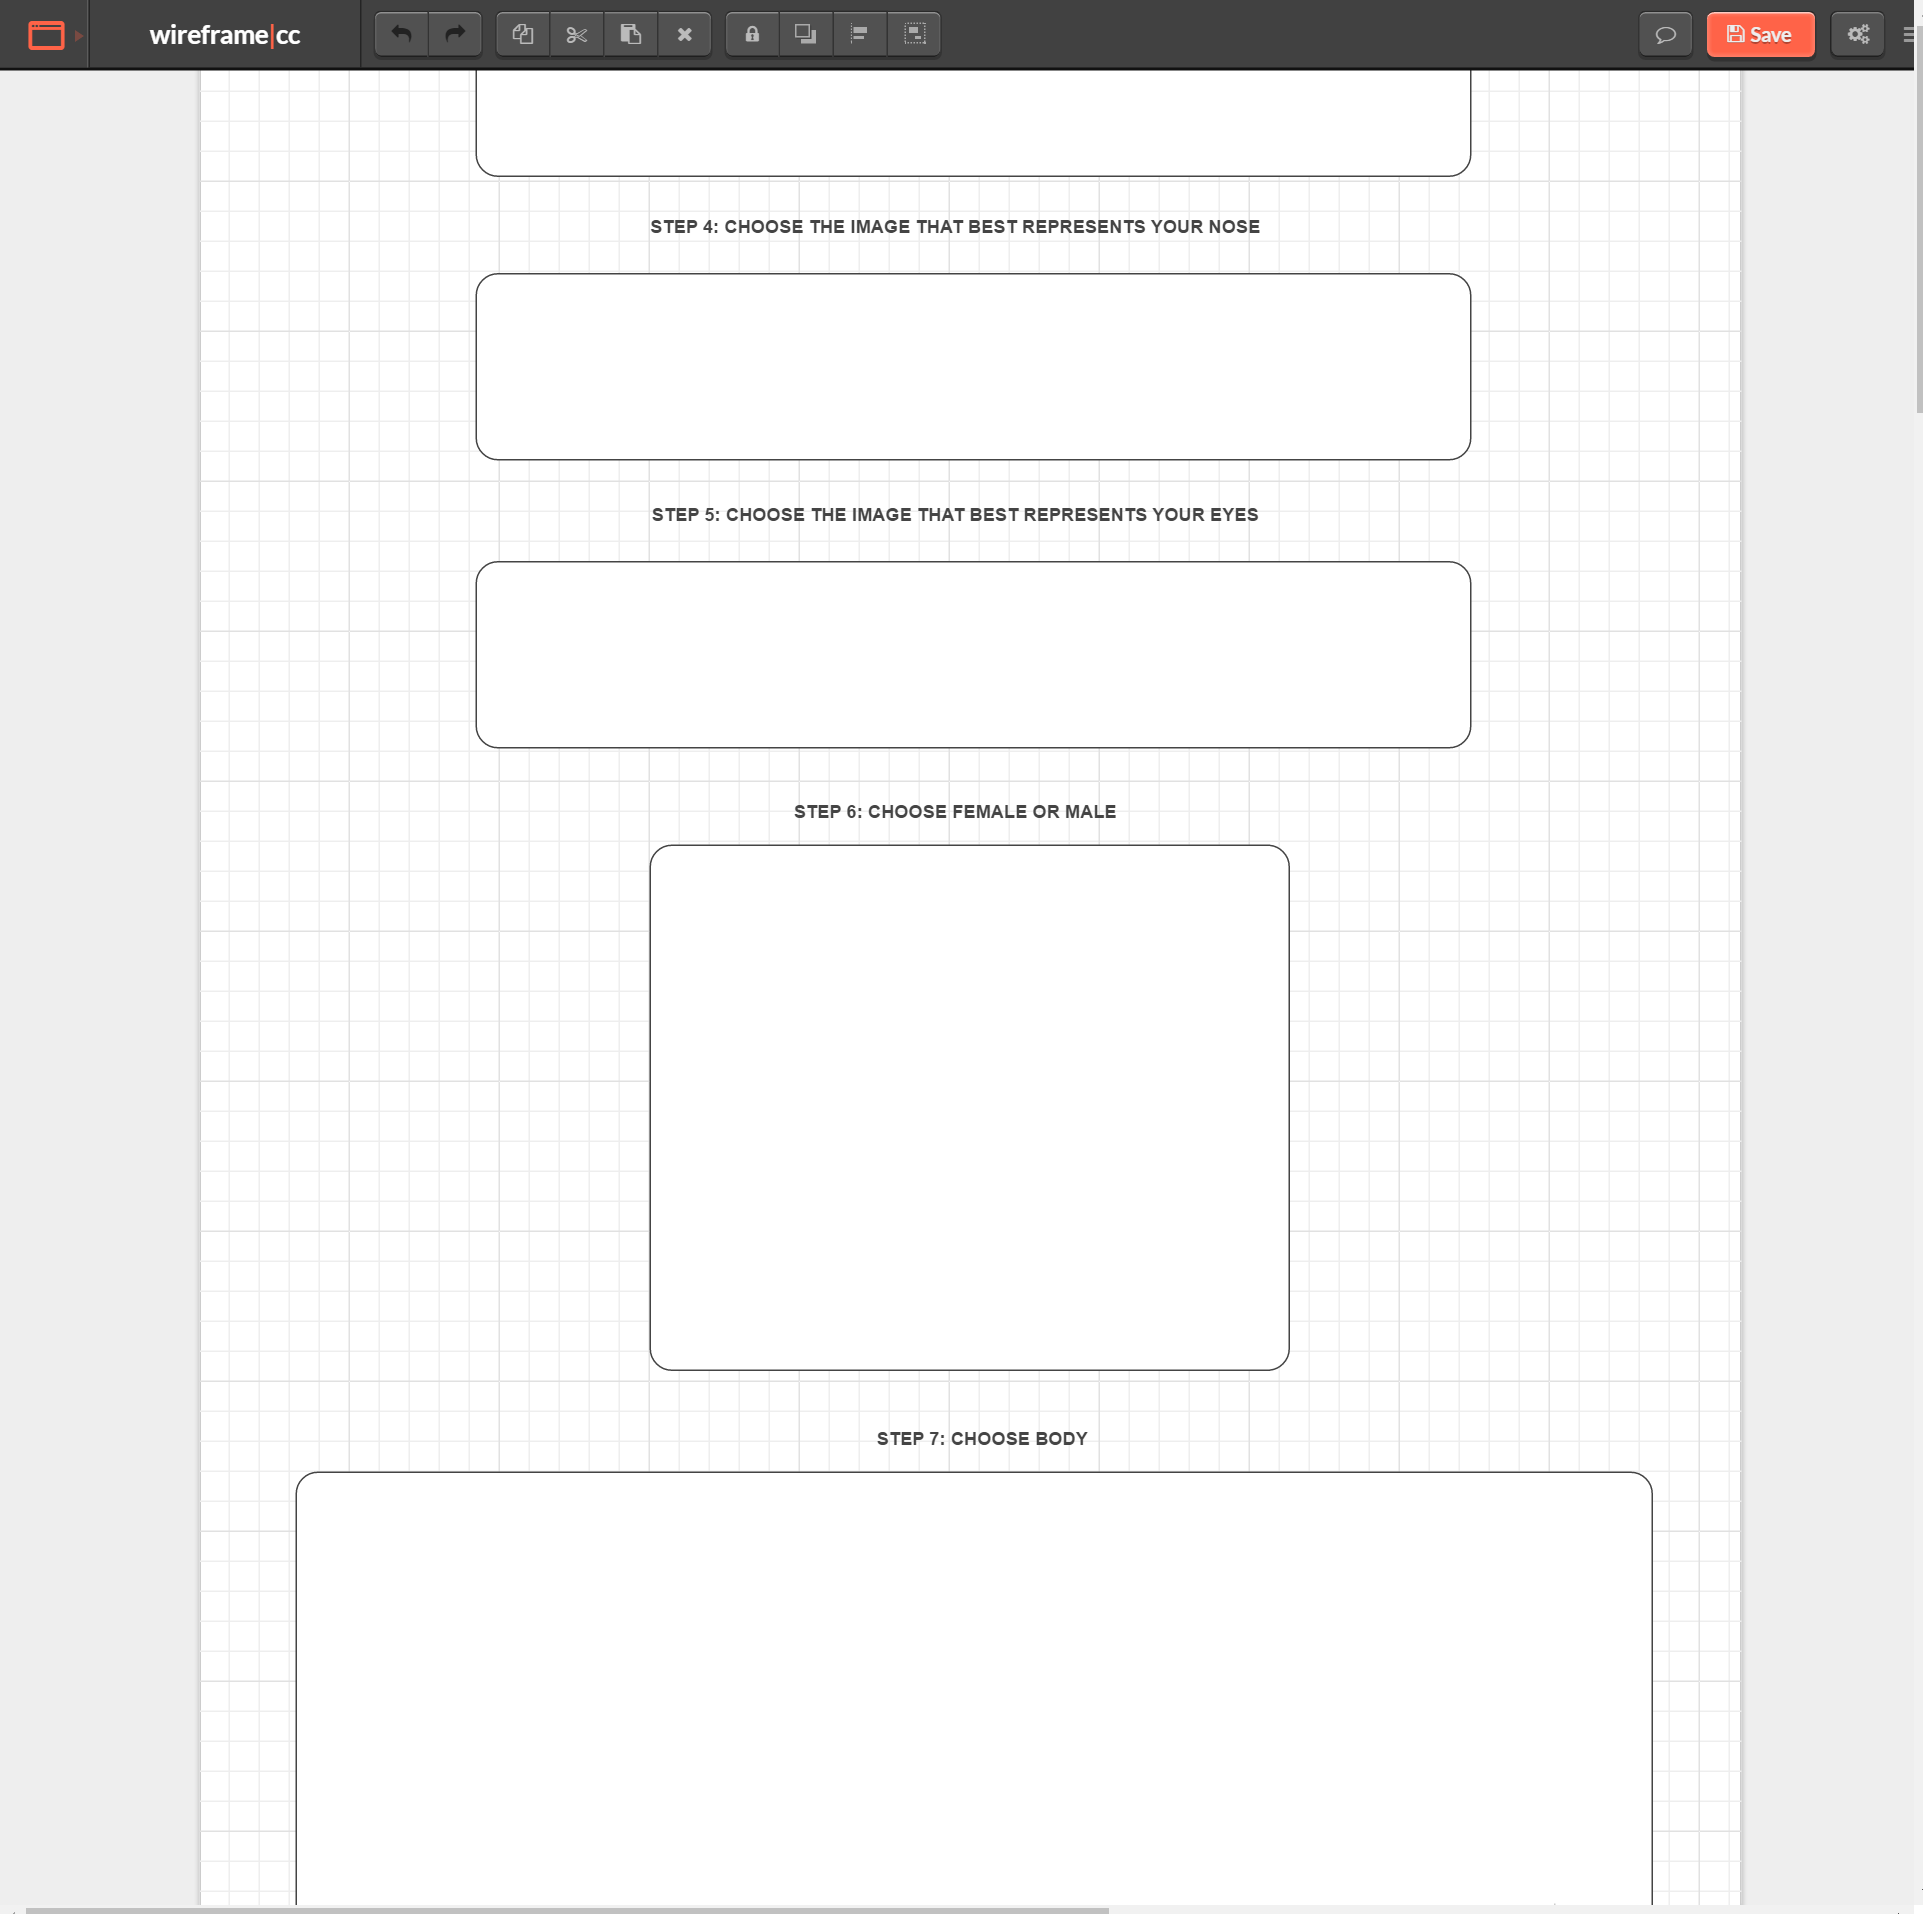 wireframe|cc
Save
STEP 4: CHOOSE THE IMAGE THAT BEST REPRESENTS YOUR NOSE
STEP 5: CHOOSE THE IMAGE THAT BEST REPRESENTS YOUR EYES
STEP 6: CHOOSE FEMALE OR MALE
STEP 7: CHOOSE BODY